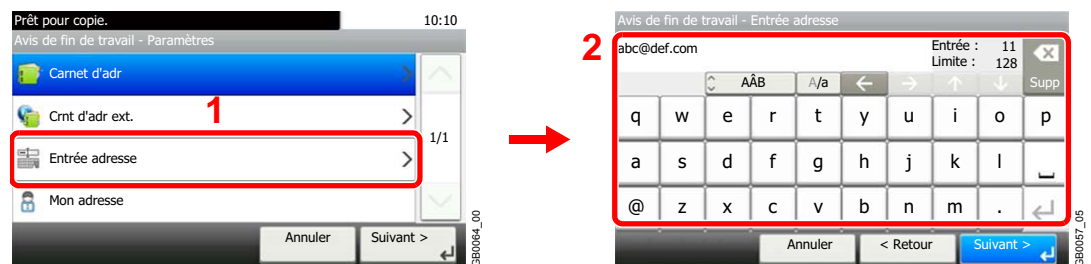 Prêt pour copie. 10:10
Avis de fin de travail - Paramètres
Carnet d'adr
Crnt d'adr ext.
1
1/1
Entrée adresse
Mon adresse
Annuler Suivant >
GB0064_00
Avis de fin de travail - Entrée adresse
2
abc@def.com Entrée : 11
Limite : 128
AÂB A/a Supp
q w e r t y u i o p
a s d f g h j k l
@ z x c v b n m .
Annuler < Retour Suivant >
GB0057_05